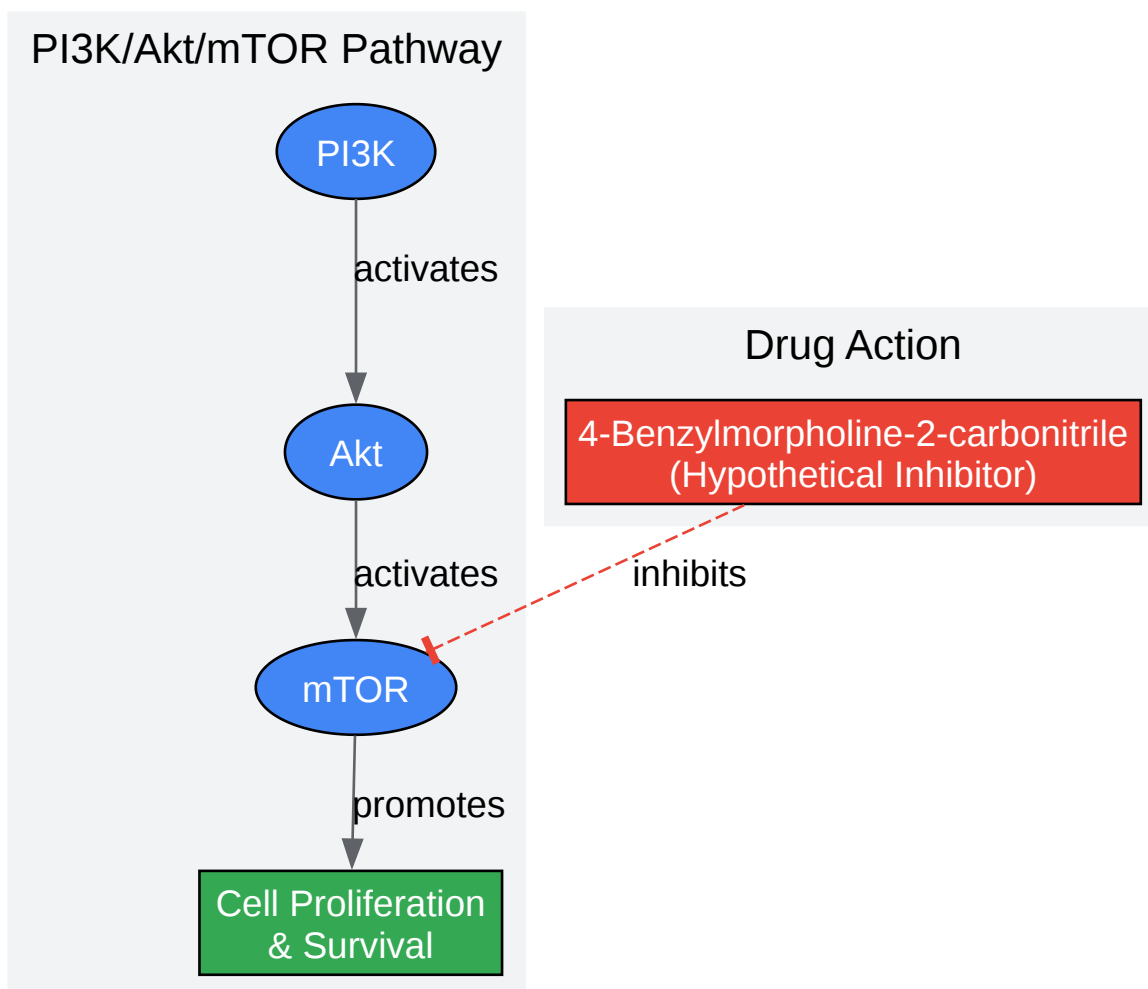 PI3K/Akt/mTOR Pathway
PI3K
activates
Drug Action
4-Benzylmorpholine-2-carbonitrile
(Hypothetical Inhibitor)
Akt
activates
inhibits
mTOR
promotes
Cell Proliferation
& Survival